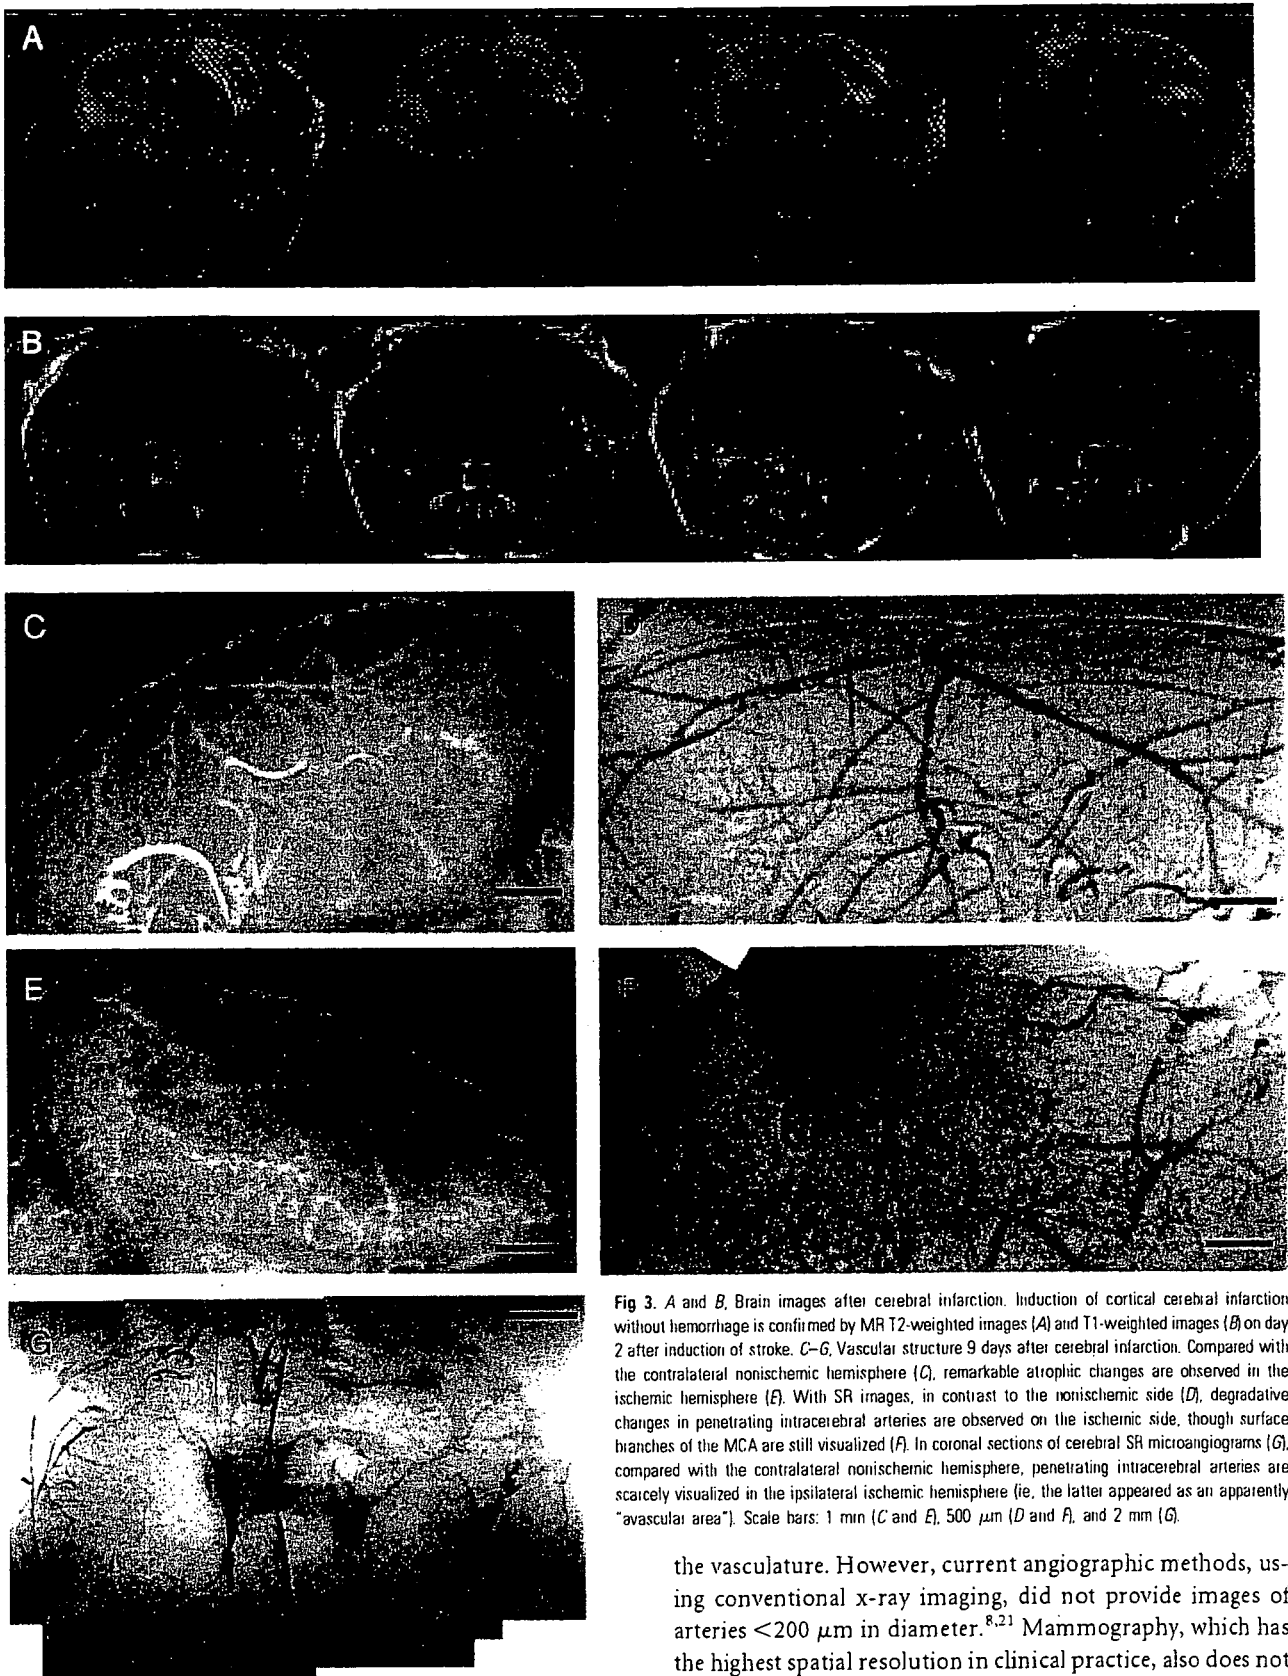 A
B
C
D
E
F
G
Fig 3. A and B, Brain images after cerebral infarction. Induction of cortical cerebral infarction
without hemorrhage is confirmed by MR T2-weighted images (A) and T1-weighted images (B) on day
2 after induction of stroke. C–G, Vascular structure 9 days after cerebral infarction. Compared with
the contralateral nonischemic hemisphere (C), remarkable atrophic changes are observed in the
ischemic hemisphere (E). With SR images, in contrast to the nonischemic side (D), degradative
changes in penetrating intracerebral arteries are observed on the ischemic side, though surface
branches of the MCA are still visualized (F). In coronal sections of cerebral SR microangiograms (G),
compared with the contralateral nonischemic hemisphere, penetrating intracerebral arteries are
scarcely visualized in the ipsilateral ischemic hemisphere (ie, the latter appeared as an apparently
"avascular area"). Scale bars: 1 mm (C and E), 500 μm (D and F), and 2 mm (G).
the vasculature. However, current angiographic methods, us-
ing conventional x-ray imaging, did not provide images of
arteries <200 μm in diameter.8,21 Mammography, which has
the highest spatial resolution in clinical practice, also does not